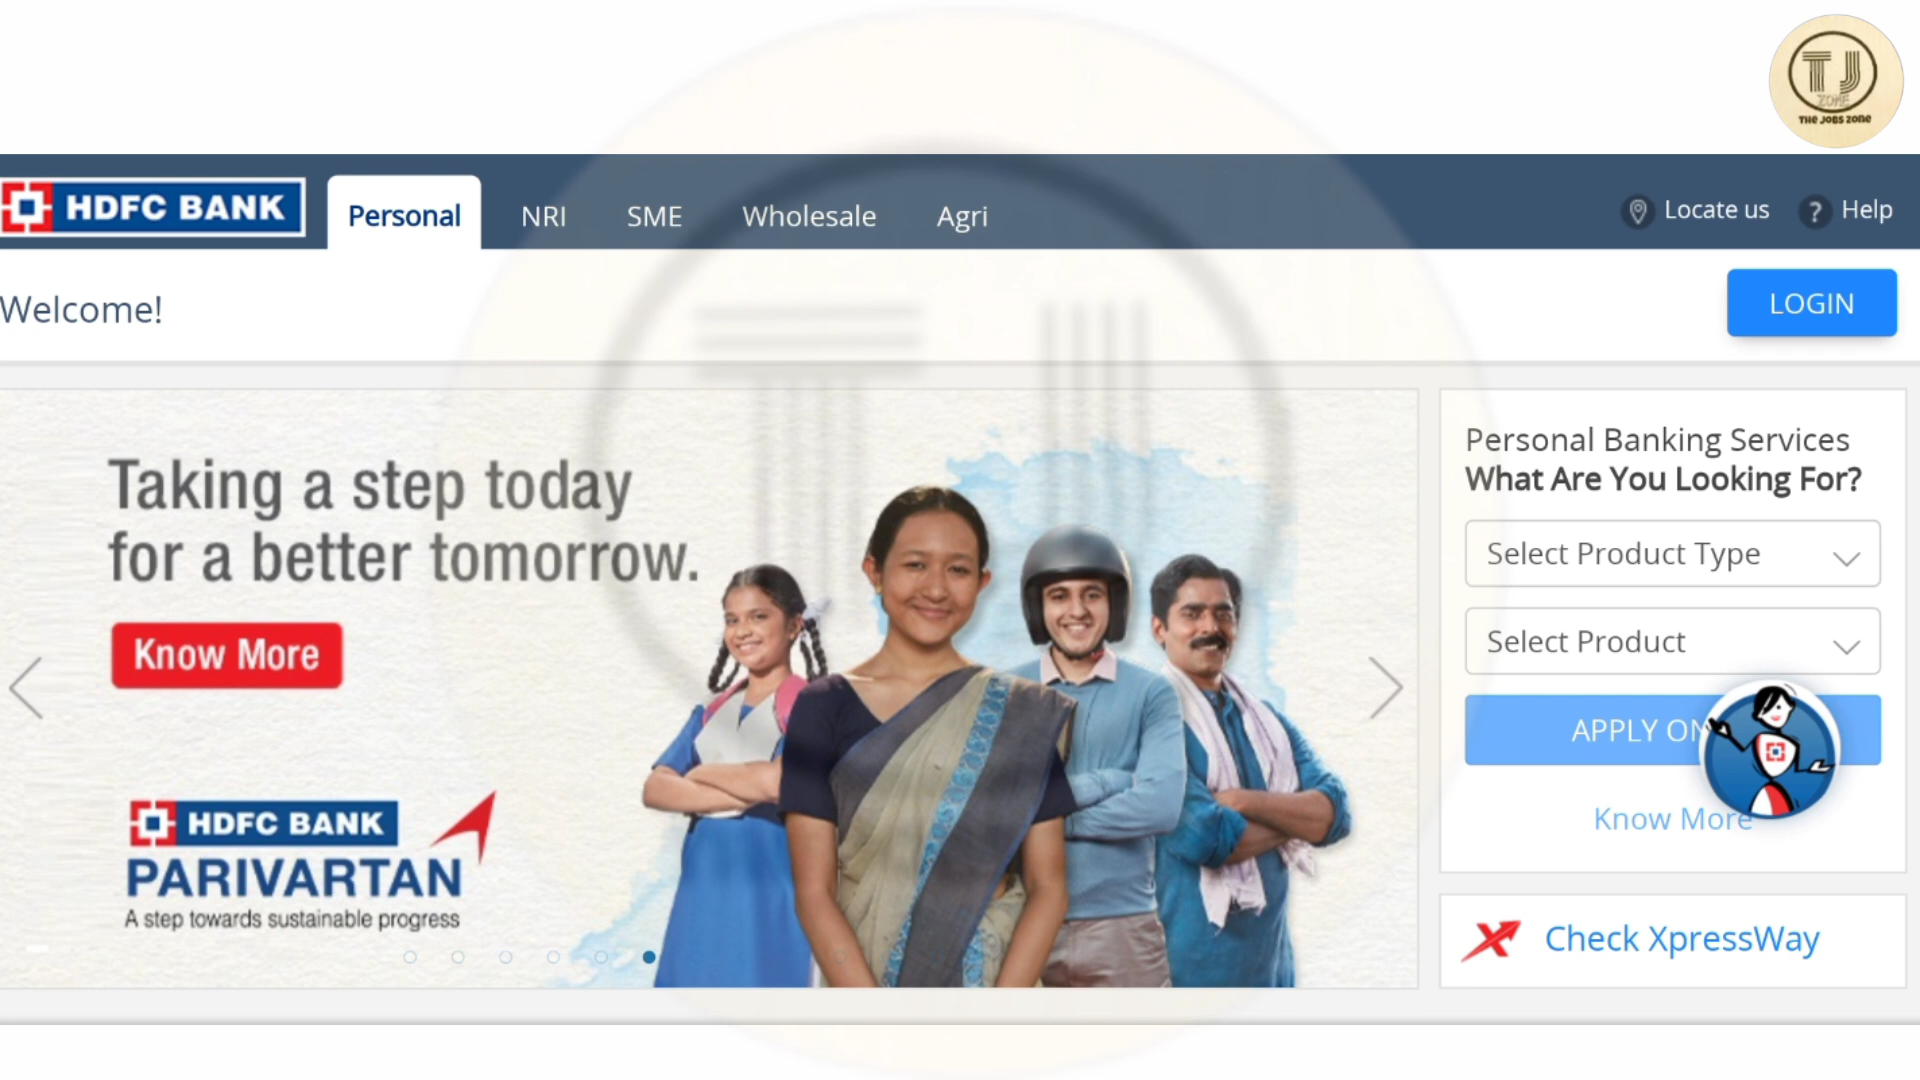 TJ
ZONE
THE JOBS ZONE
HDFC BANK
Personal
NRI
SME
Wholesale
Agri
Locate us
? Help
Welcome!
LOGIN
Taking a step today
for a better tomorrow.
Know More
HDFC BANK
PARIVARTAN
A step towards sustainable progress
Personal Banking Services
What Are You Looking For?
Select Product Type
Select Product
APPLY
Know More
Check XpressWay